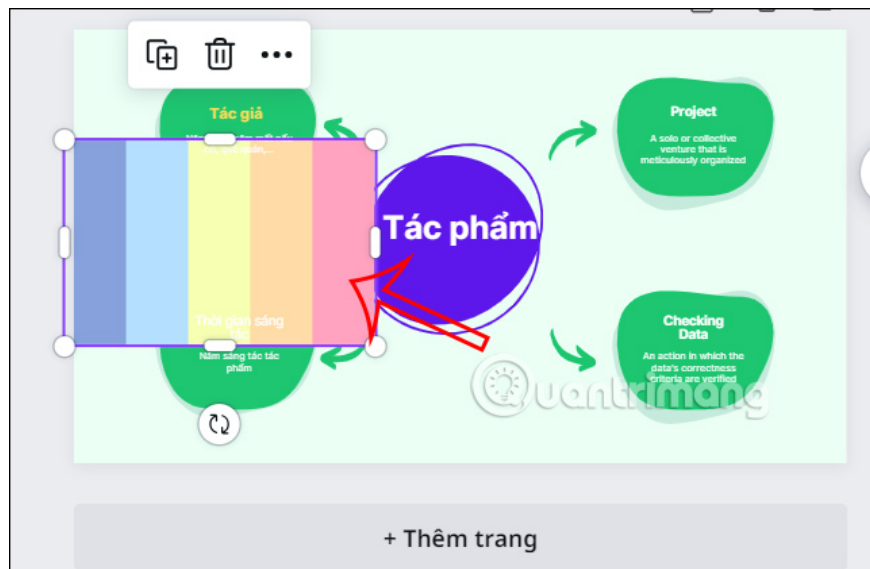 Tác giả
Project
A solo or collective
venture that is
meticulously organized
Tác phẩm
Thời gian sáng
tác
Năm sáng tác tác
phẩm
Checking
Data
An action in which the
data's correctness
criteria are verified
Quantrimang
+ Thêm trang